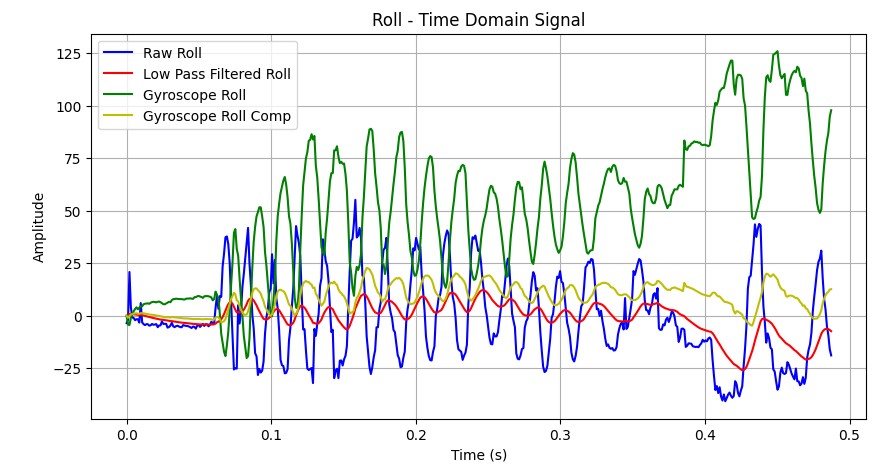 Roll - Time Domain Signal
Raw Roll
Low Pass Filtered Roll
Gyroscope Roll
Gyroscope Roll Comp
125
100
75
50
25
0
−25
Amplitude
0.0 0.1 0.2 0.3 0.4 0.5
Time (s)